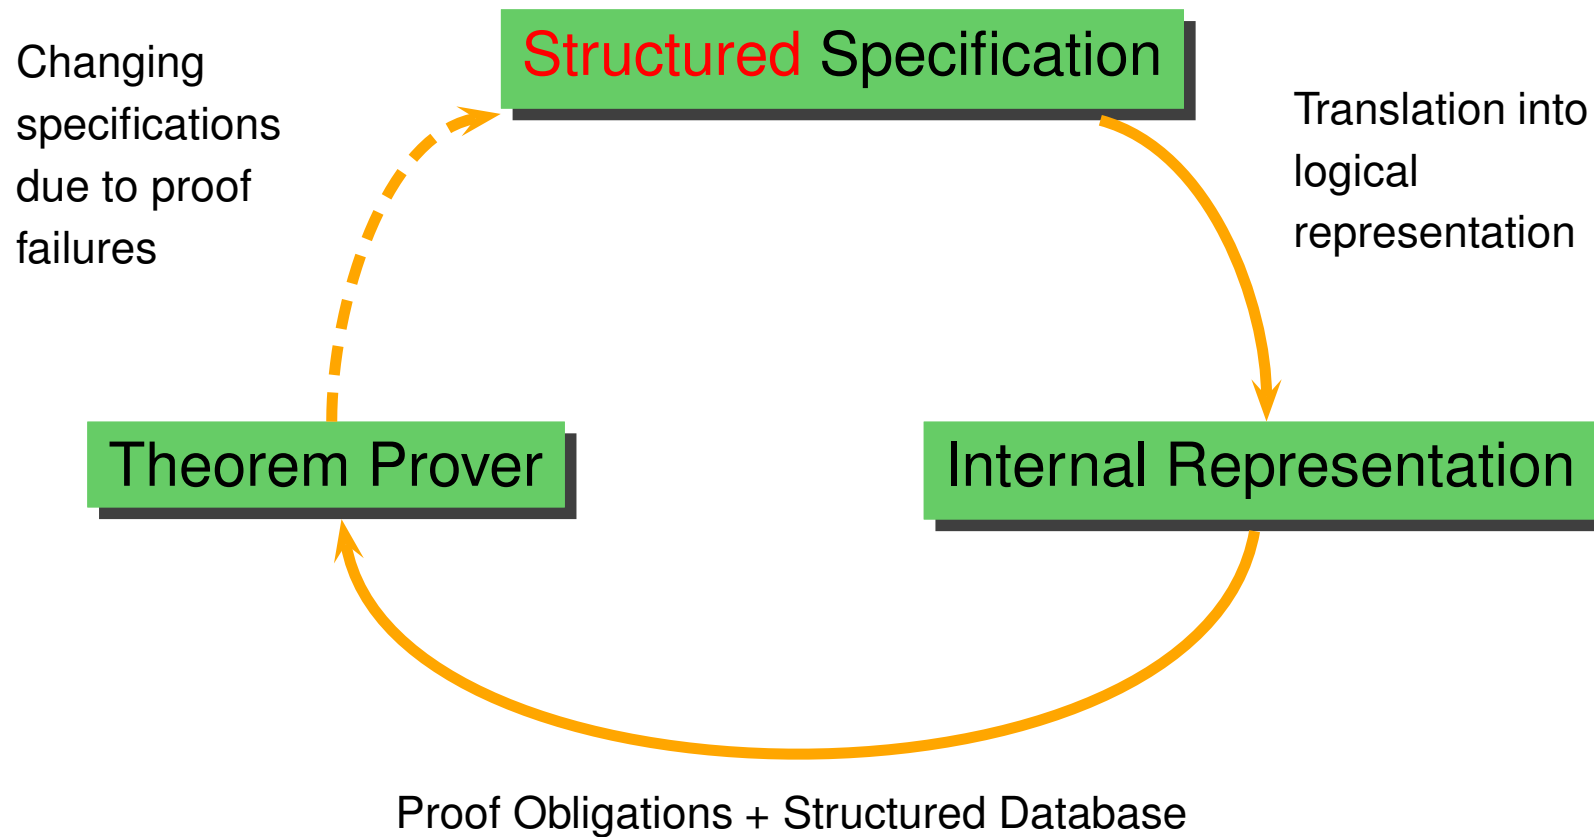 Structured Specification
Changing
specifications
due to proof
failures
Translation into
logical
representation
Theorem Prover
Internal Representation
Proof Obligations + Structured Database